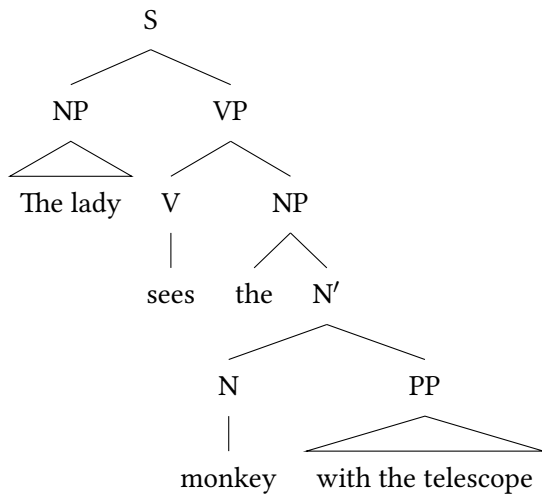 S
NP VP
The lady V NP
sees the N′
N PP
monkey with the telescope